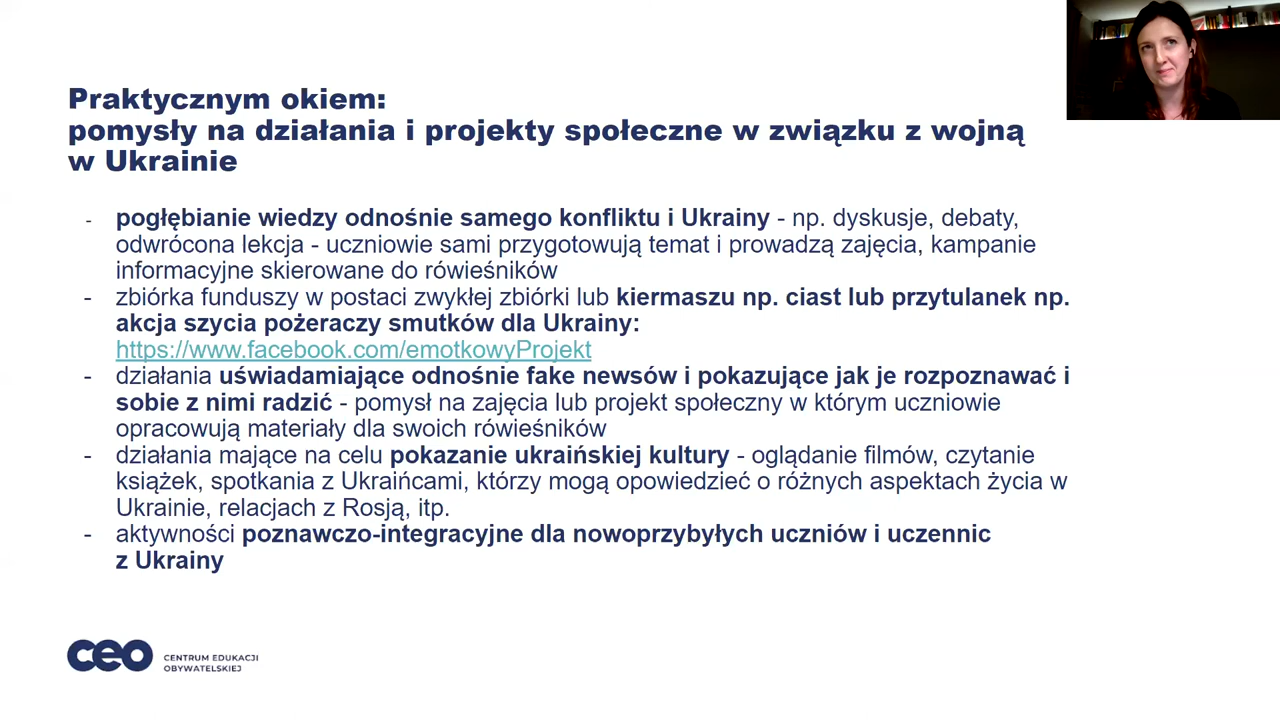 Praktycznym okiem:
pomysły na działania i projekty społeczne w związku z wojną
w Ukrainie
- pogłębianie wiedzy odnośnie samego konfliktu i Ukrainy - np. dyskusje, debaty,
odwrócona lekcja - uczniowie sami przygotowują temat i prowadzą zajęcia, kampanie
informacyjne skierowane do rówieśników
- zbiórka funduszy w postaci zwykłej zbiórki lub kiermaszu np. ciast lub przytulanek np.
akcja szycia pożeraczy smutków dla Ukrainy:
https://www.facebook.com/emotkowyProjekt
- działania uświadamiające odnośnie fake newsów i pokazujące jak je rozpoznawać i
sobie z nimi radzić - pomysł na zajęcia lub projekt społeczny w którym uczniowie
opracowują materiały dla swoich rówieśników
- działania mające na celu pokazanie ukraińskiej kultury - oglądanie filmów, czytanie
książek, spotkania z Ukraińcami, którzy mogą opowiedzieć o różnych aspektach życia w
Ukrainie, relacjach z Rosją, itp.
- aktywności poznawczo-integracyjne dla nowoprzybyłych uczniów i uczennic
z Ukrainy
ceo CENTRUM EDUKACJI
OBYWATELSKIEJ